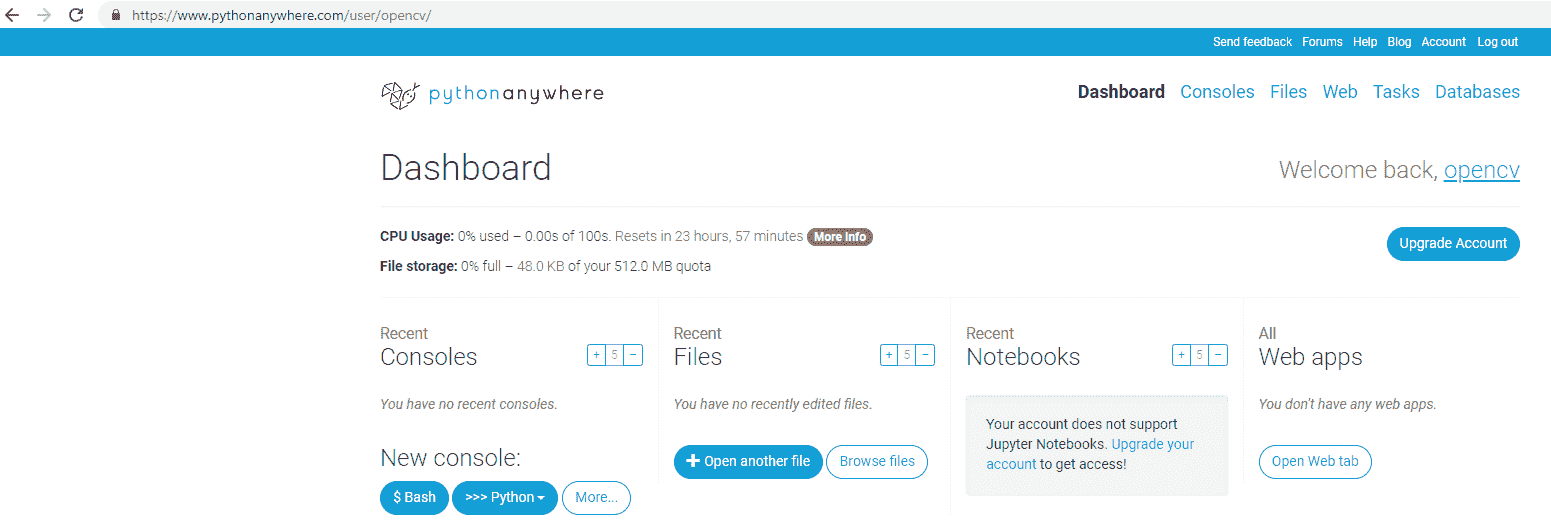 https://www.pythonanywhere.com/user/opencv/
Send feedback Forums Help Blog Account Log out
pythonanywhere
Dashboard Consoles Files Web Tasks Databases
Dashboard
Welcome back, opencv
CPU Usage: 0% used – 0.00s of 100s. Resets in 23 hours, 57 minutes More Info
File storage: 0% full – 48.0 KB of your 512.0 MB quota
Upgrade Account
Recent
Consoles
+ 5 −
You have no recent consoles.
New console:
$ Bash >>> Python More...
Recent
Files
+ 5 −
You have no recently edited files.
+ Open another file Browse files
Recent
Notebooks
+ 5 −
Your account does not support
Jupyter Notebooks. Upgrade your
account to get access!
All
Web apps
You don't have any web apps.
Open Web tab